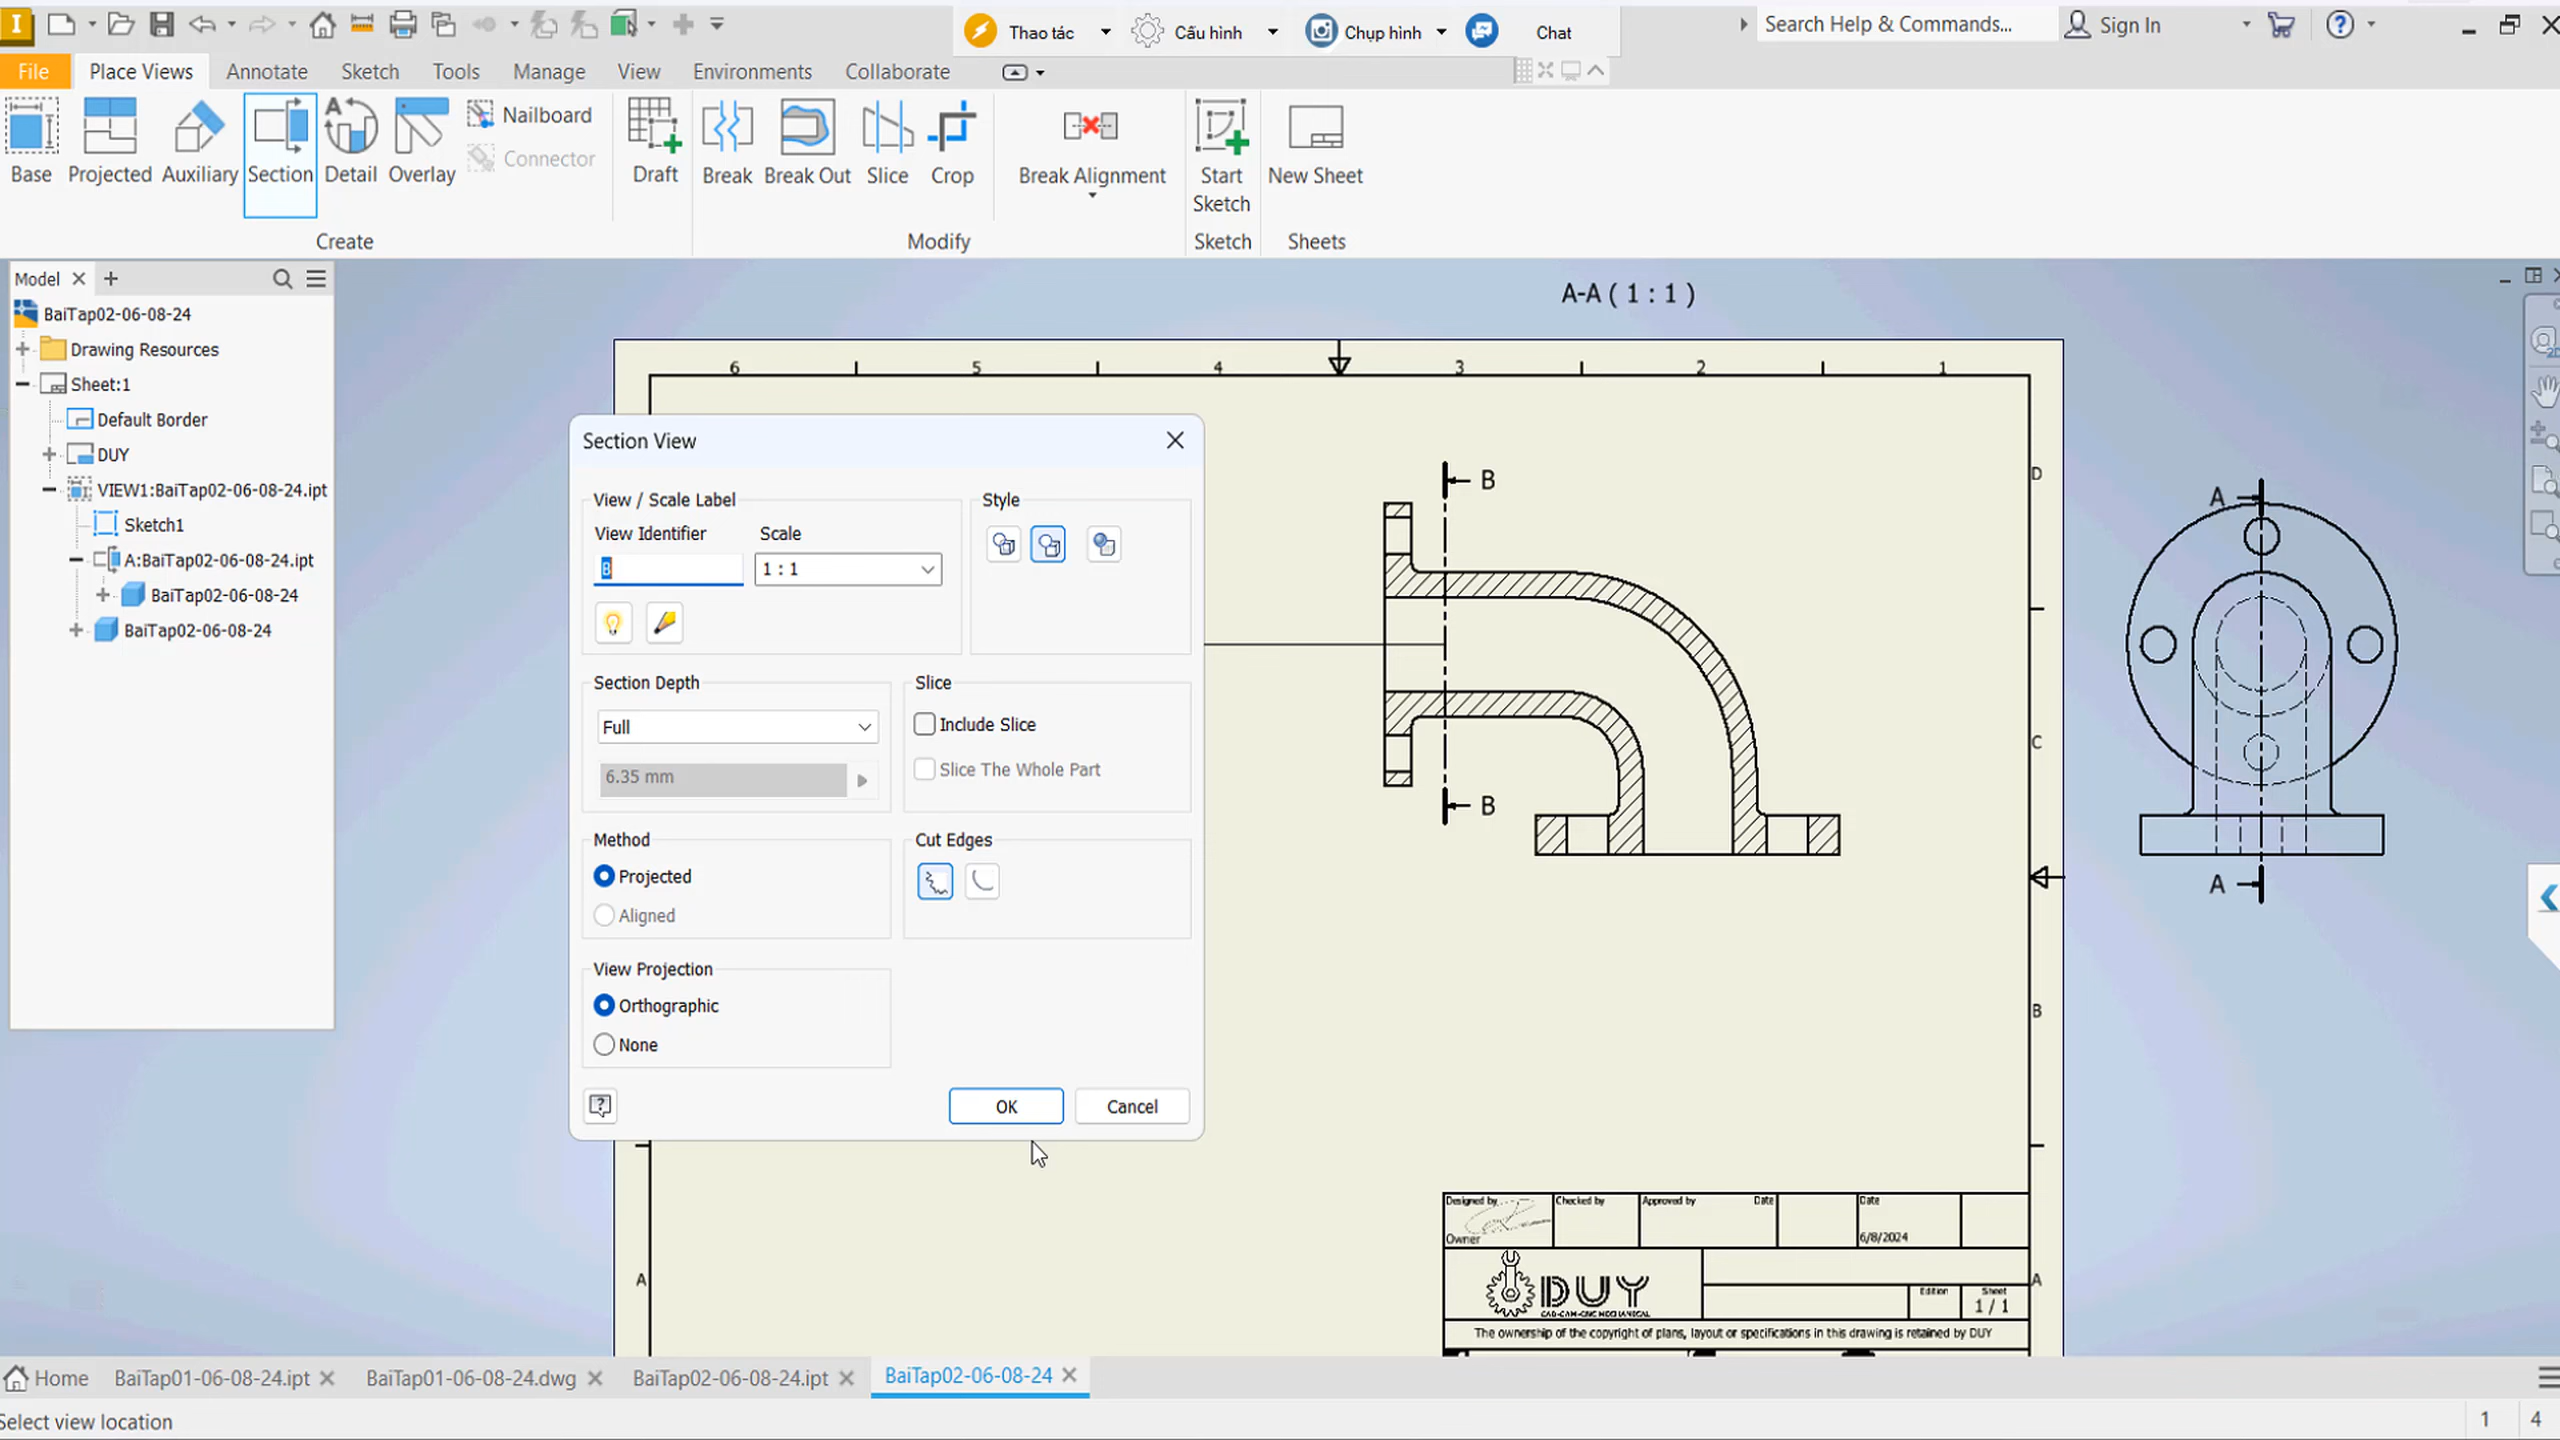 Thao tác
Cấu hình
Chụp hình
Chat
Search Help & Commands...
Sign In
File
Place Views
Annotate
Sketch
Tools
Manage
View
Environments
Collaborate
Base
Projected
Auxiliary
Section
Detail
Overlay
Nailboard
Connector
Draft
Break
Break Out
Slice
Crop
Break Alignment
Start
Sketch
New Sheet
Create
Modify
Sketch
Sheets
Model
BaiTap02-06-08-24
Drawing Resources
Sheet:1
Default Border
DUY
VIEW1:BaiTap02-06-08-24.ipt
Sketch1
A:BaiTap02-06-08-24.ipt
BaiTap02-06-08-24
BaiTap02-06-08-24
A-A ( 1 : 1 )
6 5 4 3 2 1
Section View
View / Scale Label
View Identifier
Scale
B
1 : 1
Style
Section Depth
Full
6.35 mm
Slice
Include Slice
Slice The Whole Part
Method
Projected
Aligned
Cut Edges
View Projection
Orthographic
None
OK
Cancel
B
B
D
C
B
A
A
A
A
Designed by
Checked by
Approved by
Date
Date
Owner
6/8/2024
DUY
CAD-CAM-CNC MECHANICAL
Edition
Sheet
1 / 1
The ownership of the copyright of plans, layout or specifications in this drawing is retained by DUY
Home
BaiTap01-06-08-24.ipt
BaiTap01-06-08-24.dwg
BaiTap02-06-08-24.ipt
BaiTap02-06-08-24
Select view location
1
4